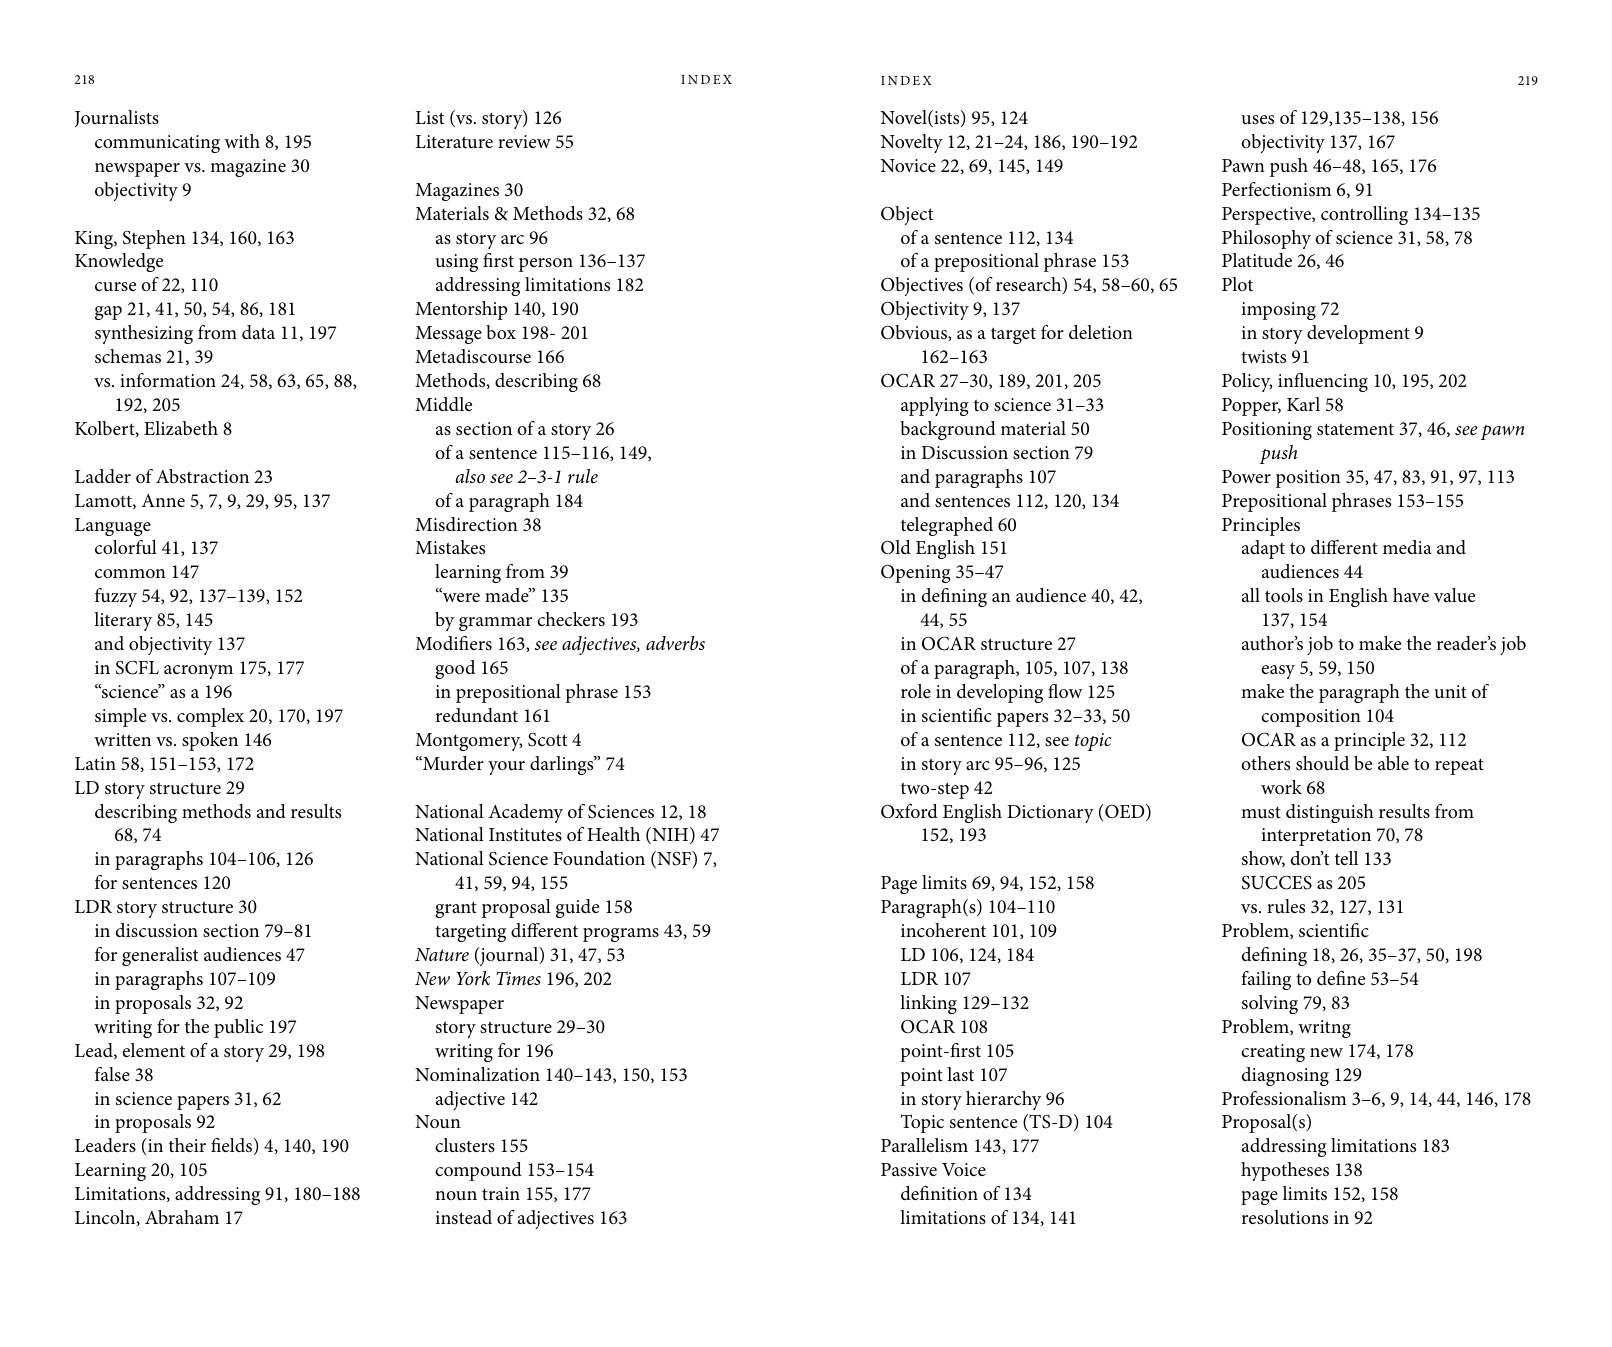 218
INDEX
Journalists
communicating with 8, 195
newspaper vs. magazine 30
objectivity 9
King, Stephen 134, 160, 163
Knowledge
curse of 22, 110
gap 21, 41, 50, 54, 86, 181
synthesizing from data 11, 197
schemas 21, 39
vs. information 24, 58, 63, 65, 88,
192, 205
Kolbert, Elizabeth 8
Ladder of Abstraction 23
Lamott, Anne 5, 7, 9, 29, 95, 137
Language
colorful 41, 137
common 147
fuzzy 54, 92, 137–139, 152
literary 85, 145
and objectivity 137
in SCFL acronym 175, 177
“science” as a 196
simple vs. complex 20, 170, 197
written vs. spoken 146
Latin 58, 151–153, 172
LD story structure 29
describing methods and results
68, 74
in paragraphs 104–106, 126
for sentences 120
LDR story structure 30
in discussion section 79–81
for generalist audiences 47
in paragraphs 107–109
in proposals 32, 92
writing for the public 197
Lead, element of a story 29, 198
false 38
in science papers 31, 62
in proposals 92
Leaders (in their fields) 4, 140, 190
Learning 20, 105
Limitations, addressing 91, 180–188
Lincoln, Abraham 17
List (vs. story) 126
Literature review 55
Magazines 30
Materials & Methods 32, 68
as story arc 96
using first person 136–137
addressing limitations 182
Mentorship 140, 190
Message box 198- 201
Metadiscourse 166
Methods, describing 68
Middle
as section of a story 26
of a sentence 115–116, 149,
also see 2–3-1 rule
of a paragraph 184
Misdirection 38
Mistakes
learning from 39
“were made” 135
by grammar checkers 193
Modifiers 163, see adjectives, adverbs
good 165
in prepositional phrase 153
redundant 161
Montgomery, Scott 4
“Murder your darlings” 74
National Academy of Sciences 12, 18
National Institutes of Health (NIH) 47
National Science Foundation (NSF) 7,
41, 59, 94, 155
grant proposal guide 158
targeting different programs 43, 59
Nature (journal) 31, 47, 53
New York Times 196, 202
Newspaper
story structure 29–30
writing for 196
Nominalization 140–143, 150, 153
adjective 142
Noun
clusters 155
compound 153–154
noun train 155, 177
instead of adjectives 163
INDEX
219
Novel(ists) 95, 124
Novelty 12, 21–24, 186, 190–192
Novice 22, 69, 145, 149
Object
of a sentence 112, 134
of a prepositional phrase 153
Objectives (of research) 54, 58–60, 65
Objectivity 9, 137
Obvious, as a target for deletion
162–163
OCAR 27–30, 189, 201, 205
applying to science 31–33
background material 50
in Discussion section 79
and paragraphs 107
and sentences 112, 120, 134
telegraphed 60
Old English 151
Opening 35–47
in defining an audience 40, 42,
44, 55
in OCAR structure 27
of a paragraph, 105, 107, 138
role in developing flow 125
in scientific papers 32–33, 50
of a sentence 112, see topic
in story arc 95–96, 125
two-step 42
Oxford English Dictionary (OED)
152, 193
Page limits 69, 94, 152, 158
Paragraph(s) 104–110
incoherent 101, 109
LD 106, 124, 184
LDR 107
linking 129–132
OCAR 108
point-first 105
point last 107
in story hierarchy 96
Topic sentence (TS-D) 104
Parallelism 143, 177
Passive Voice
definition of 134
limitations of 134, 141
uses of 129,135–138, 156
objectivity 137, 167
Pawn push 46–48, 165, 176
Perfectionism 6, 91
Perspective, controlling 134–135
Philosophy of science 31, 58, 78
Platitude 26, 46
Plot
imposing 72
in story development 9
twists 91
Policy, influencing 10, 195, 202
Popper, Karl 58
Positioning statement 37, 46, see pawn
push
Power position 35, 47, 83, 91, 97, 113
Prepositional phrases 153–155
Principles
adapt to different media and
audiences 44
all tools in English have value
137, 154
author’s job to make the reader’s job
easy 5, 59, 150
make the paragraph the unit of
composition 104
OCAR as a principle 32, 112
others should be able to repeat
work 68
must distinguish results from
interpretation 70, 78
show, don’t tell 133
SUCCES as 205
vs. rules 32, 127, 131
Problem, scientific
defining 18, 26, 35–37, 50, 198
failing to define 53–54
solving 79, 83
Problem, writng
creating new 174, 178
diagnosing 129
Professionalism 3–6, 9, 14, 44, 146, 178
Proposal(s)
addressing limitations 183
hypotheses 138
page limits 152, 158
resolutions in 92